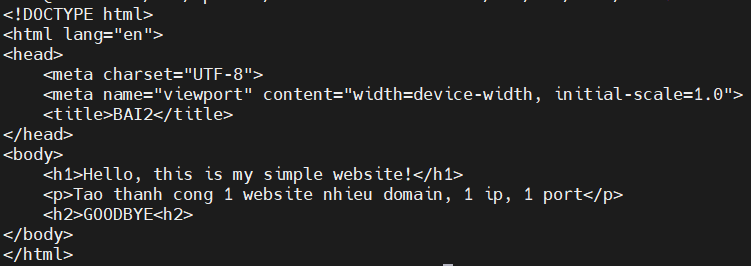 <!DOCTYPE html>
<html lang="en">
<head>
    <meta charset="UTF-8">
    <meta name="viewport" content="width=device-width, initial-scale=1.0">
    <title>BAI2</title>
</head>
<body>
    <h1>Hello, this is my simple website!</h1>
    <p>Tao thanh cong 1 website nhieu domain, 1 ip, 1 port</p>
    <h2>GOODBYE<h2>
</body>
</html>